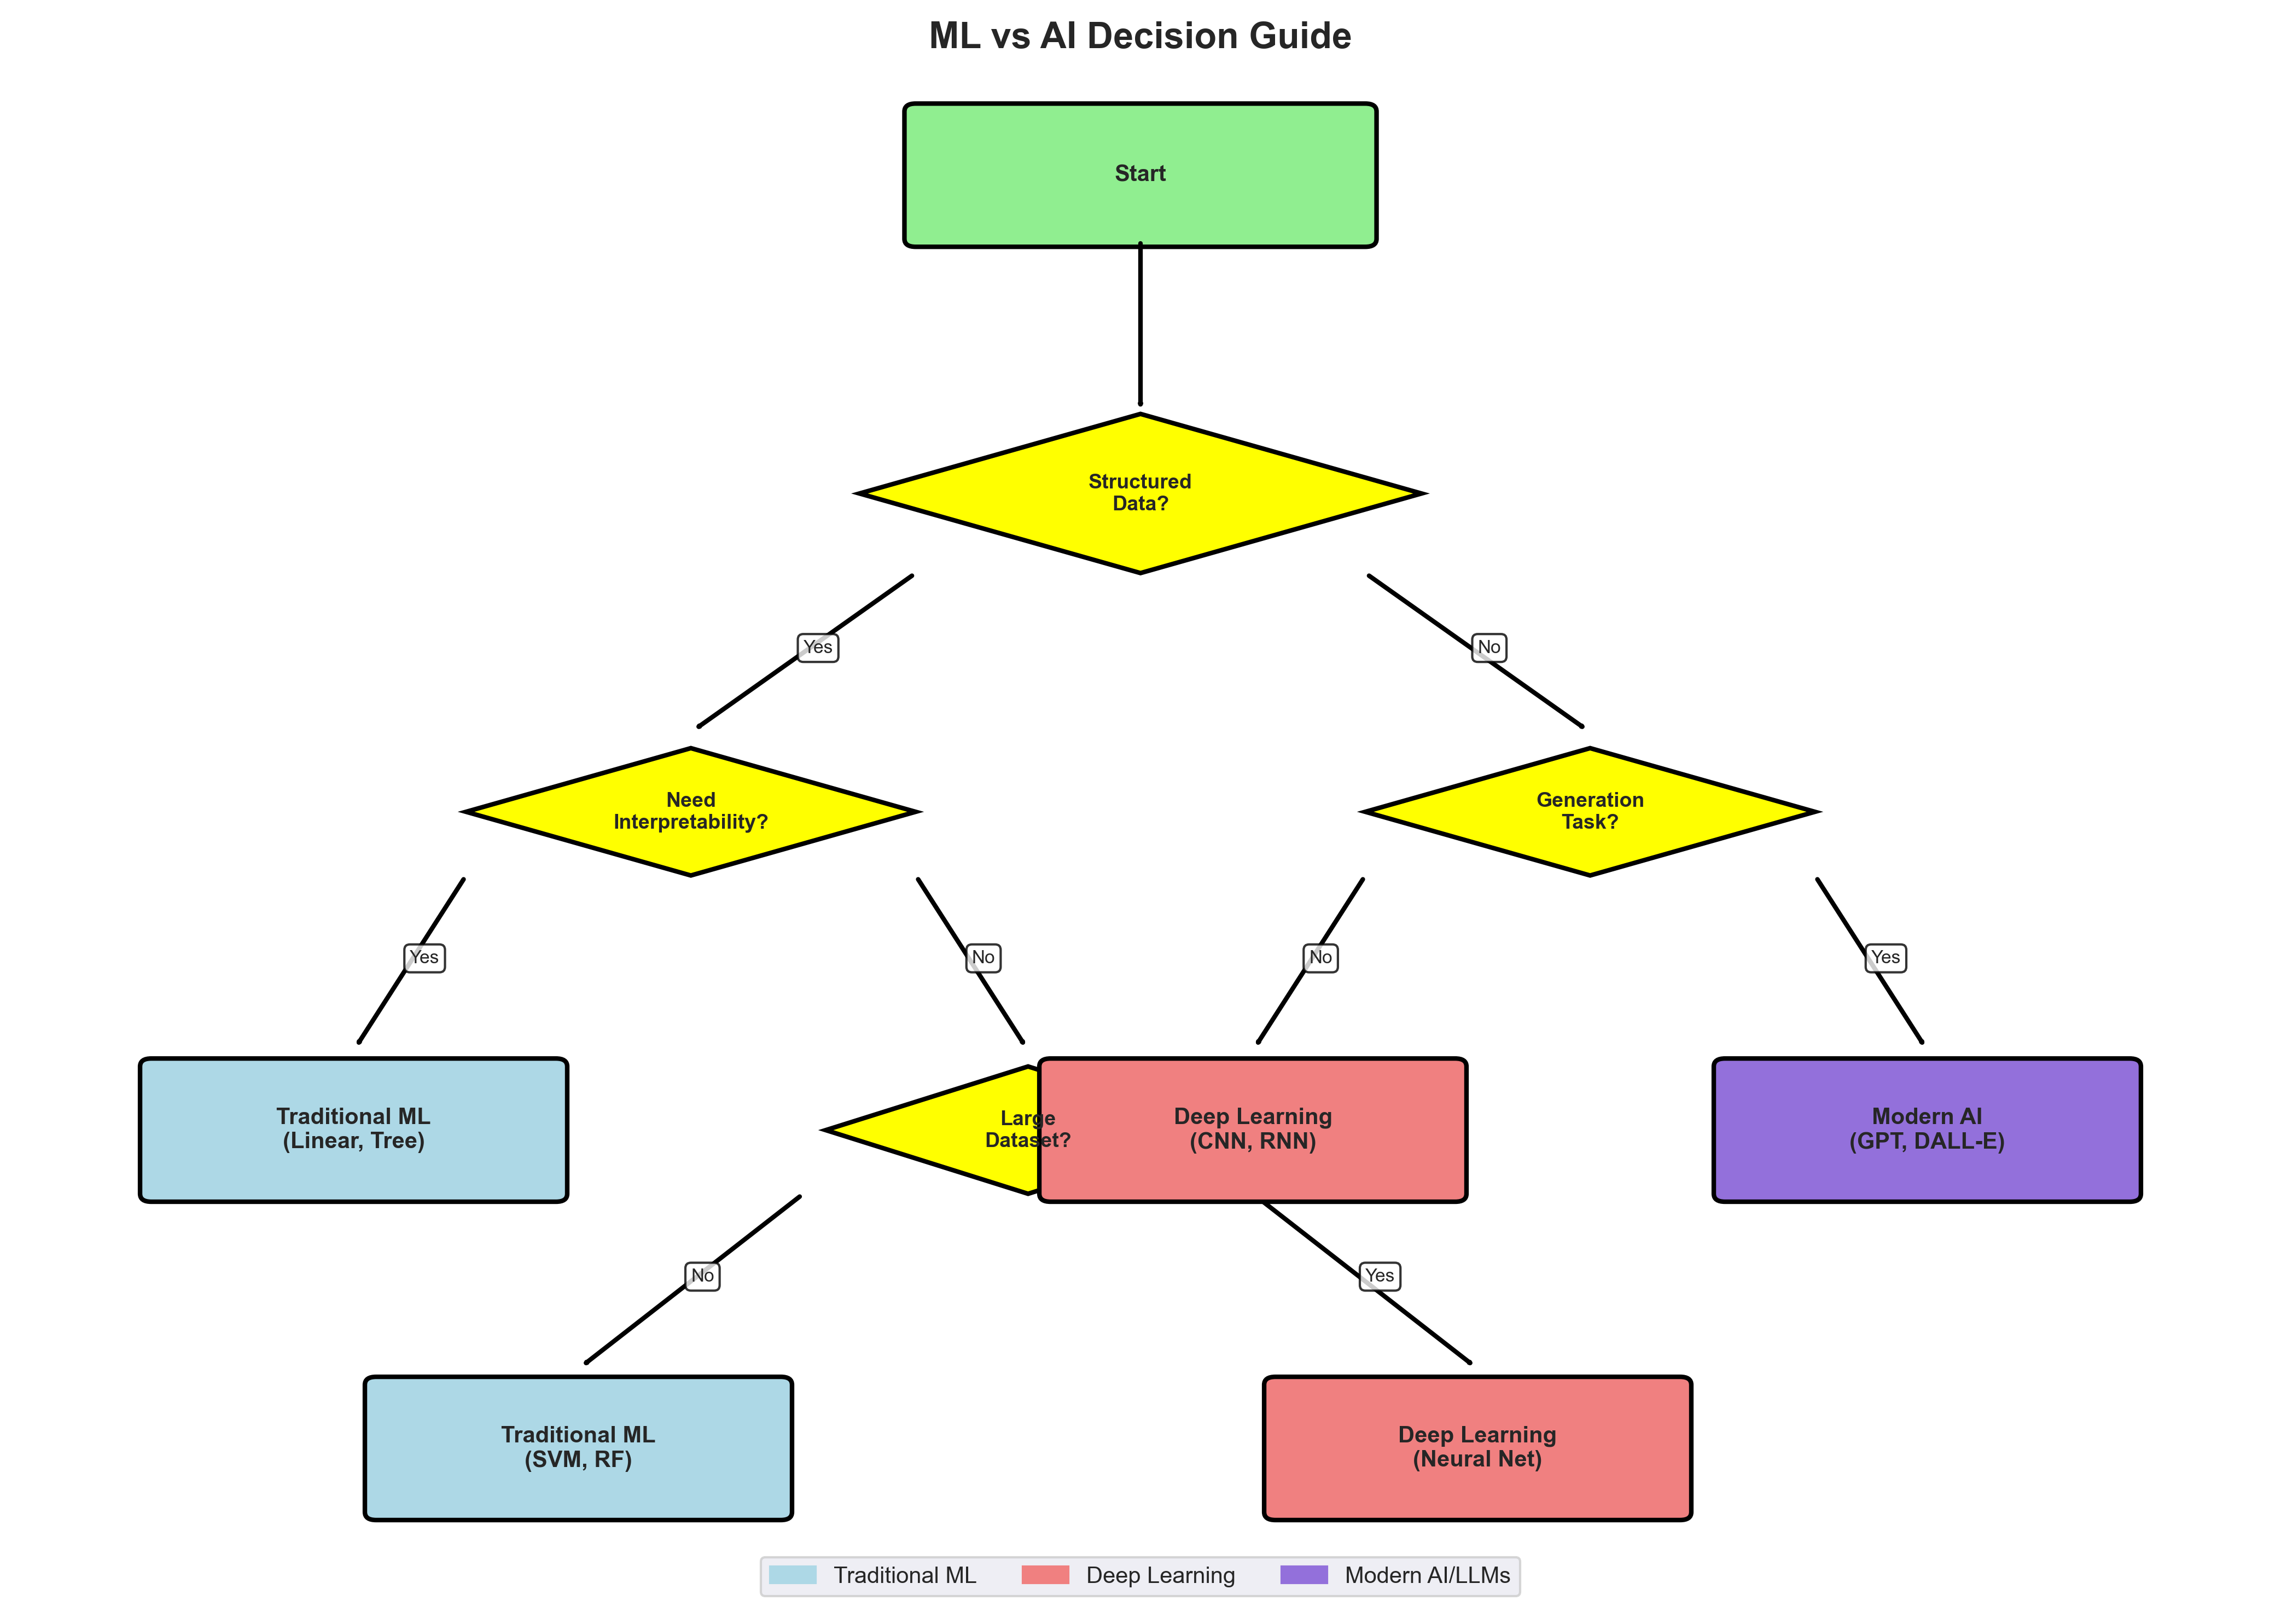 ML vs AI Decision Guide
Start
Structured
Data?
Yes
No
Need
Interpretability?
Generation
Task?
Yes
No
No
Yes
Traditional ML
(Linear, Tree)
Large
Dataset?
Deep Learning
(CNN, RNN)
Modern AI
(GPT, DALL-E)
No
Yes
Traditional ML
(SVM, RF)
Deep Learning
(Neural Net)
Traditional ML
Deep Learning
Modern AI/LLMs